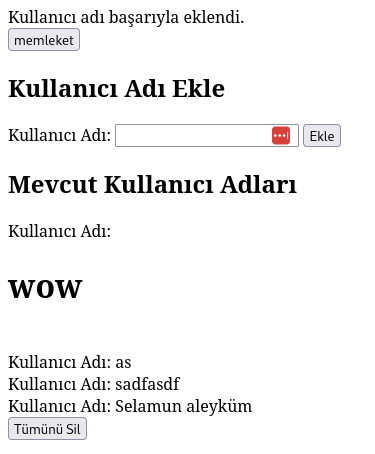 Kullanıcı adı başarıyla eklendi.
memleket
Kullanıcı Adı Ekle
Kullanıcı Adı: Ekle
Mevcut Kullanıcı Adları
Kullanıcı Adı:
wow
Kullanıcı Adı: as
Kullanıcı Adı: sadfasdf
Kullanıcı Adı: Selamun aleyküm
Tümünü Sil